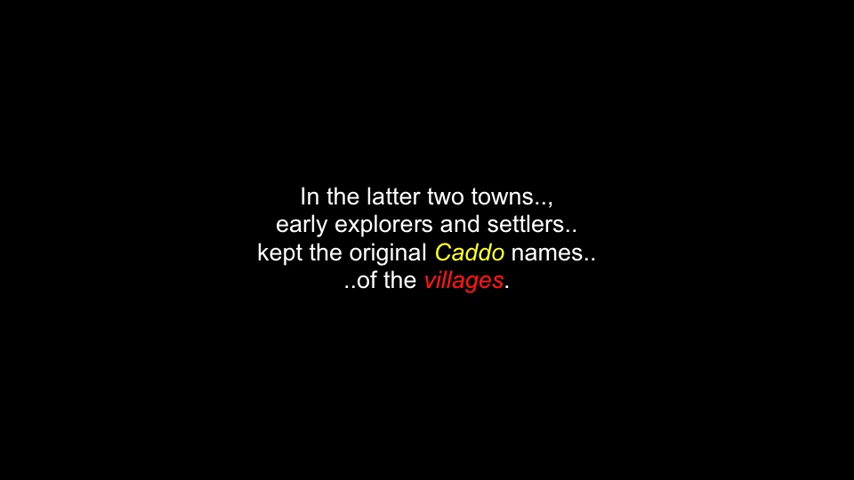 In the latter two towns..,
early explorers and settlers..
kept the original Caddo names..
..of the villages.